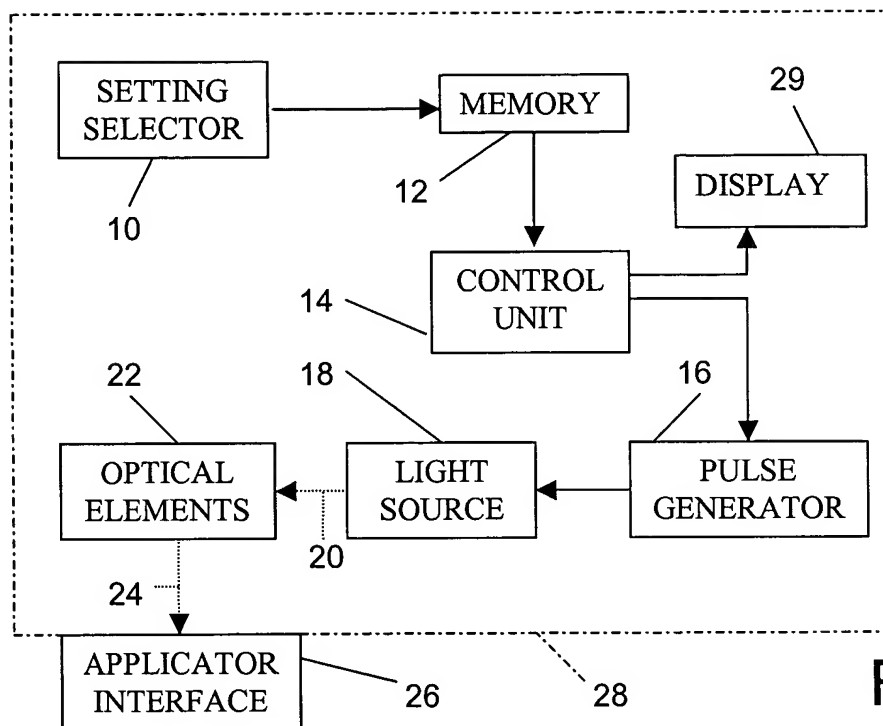 SETTING
SELECTOR
10
MEMORY
12
29
DISPLAY
CONTROL
UNIT
14
22
18
16
OPTICAL
ELEMENTS
LIGHT
SOURCE
PULSE
GENERATOR
20
24
APPLICATOR
INTERFACE
26
28